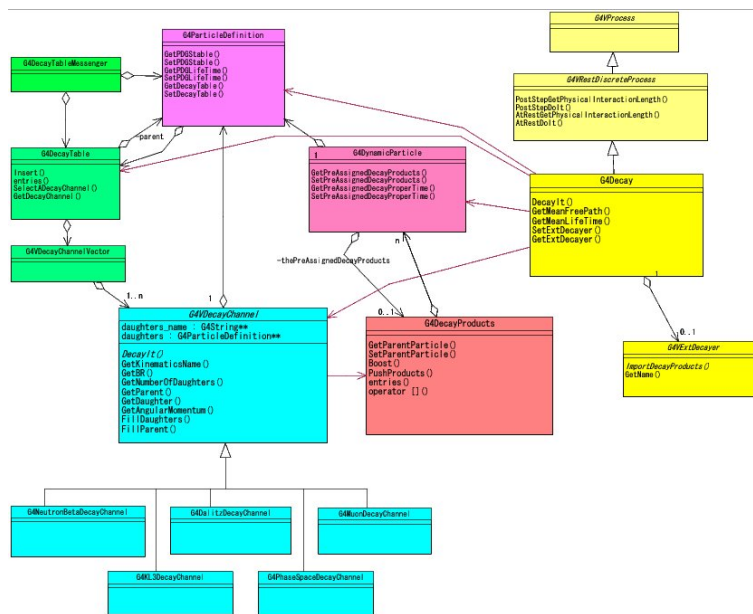 G4VProcess
G4ParticleDefinition
GetPDGStable()
SetPDGStable()
GetPDGLifeTime()
SetPDGLifeTime()
GetDecayTable()
SetDecayTable()
G4DecayTableMessenger
G4VRestDiscreteProcess
PostStepGetPhysicalInteractionLength()
PostStepDoIt()
AtRestGetPhysicalInteractionLength()
AtRestDoIt()
-parent
G4DecayTable
Insert()
entries()
SelectADecayChannel()
GetDecayChannel()
1
G4DynamicParticle
GetPreAssignedDecayProducts()
SetPreAssignedDecayProducts()
GetPreAssignedDecayProperTime()
SetPreAssignedDecayProperTime()
G4Decay
DecayIt()
GetMeanFreePath()
GetMeanLifeTime()
SetExtDecayer()
GetExtDecayer()
G4VDecayChannelVector
n
-thePreAssignedDecayProducts
1
1..n
1
0..1
0..1
G4VDecayChannel
daughters_name : G4String**
daughters : G4ParticleDefinition**
DecayIt()
GetKinematicsName()
GetBR()
GetNumberOfDaughters()
GetParent()
GetDaughter()
GetAngularMomentum()
FillDaughters()
FillParent()
G4DecayProducts
GetParentParticle()
SetParentParticle()
Boost()
PushProducts()
entries()
operator []()
G4VExtDecayer
ImportDecayProducts()
GetName()
G4NeutronBetaDecayChannel
G4DalitzDecayChannel
G4MuonDecayChannel
G4KL3DecayChannel
G4PhaseSpaceDecayChannel